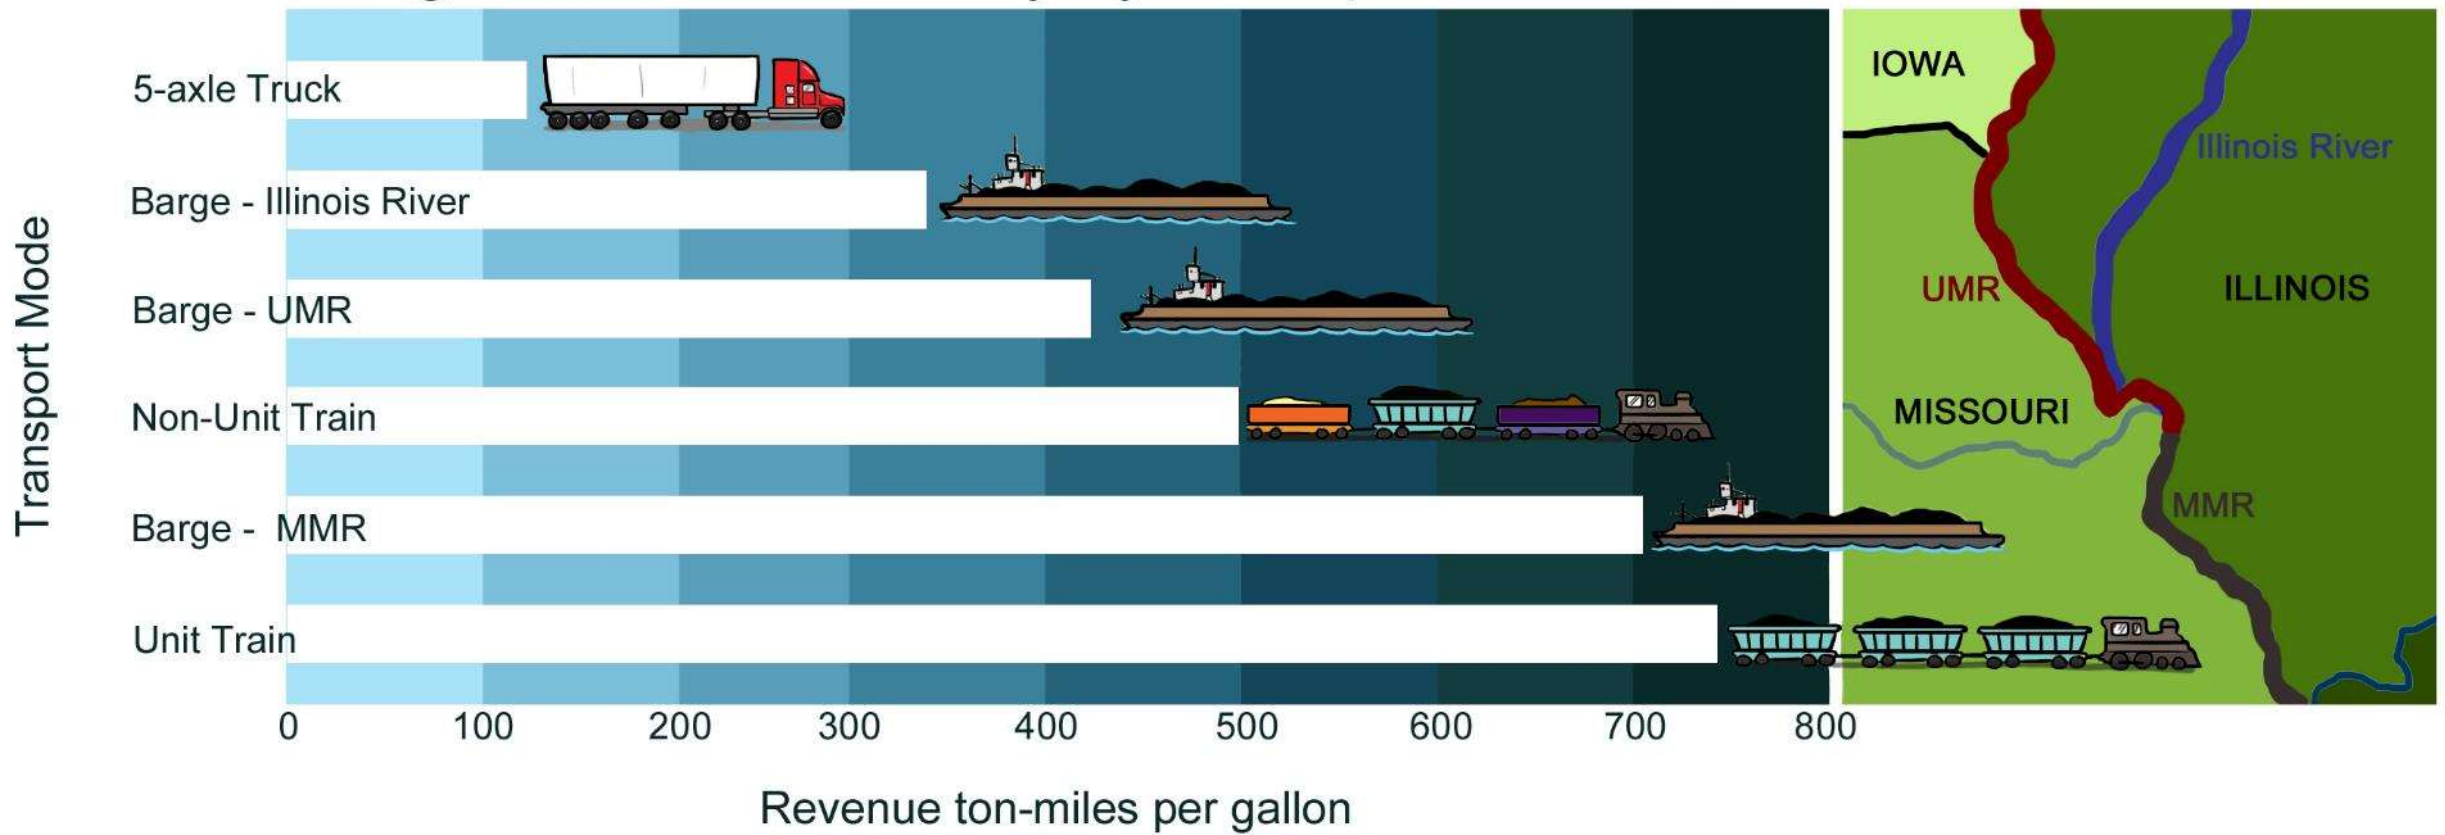 5-axle Truck
Barge - Illinois River
Barge - UMR
Non-Unit Train
Barge - MMR
Unit Train
Transport Mode
0 100 200 300 400 500 600 700 800
Revenue ton-miles per gallon
IOWA
Illinois River
UMR
ILLINOIS
MISSOURI
MMR